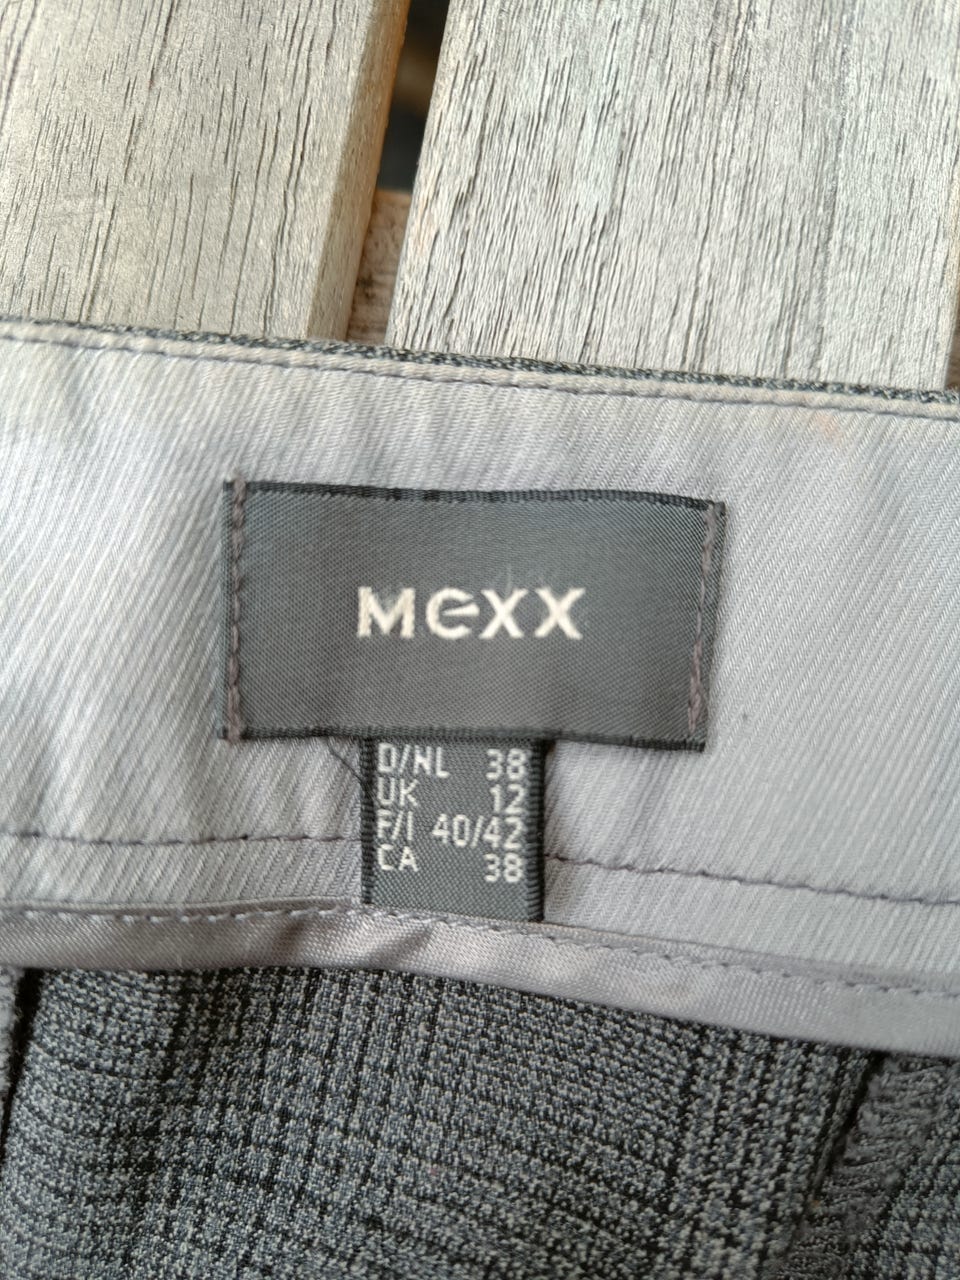 Mexx
D/NL 38
UK 12
F/I 40/42
CA 38